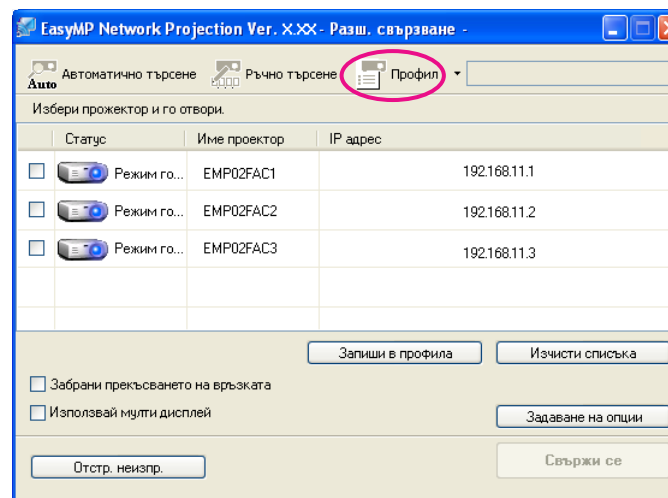 EasyMP Network Projection Ver. X.XX - Разш. свързване -
Auto Автоматично търсене Ръчно търсене Профил
Избери прожектор и го отвори.
Статус Име проектор IP адрес
Режим го... EMP02FAC1 192.168.11.1
Режим го... EMP02FAC2 192.168.11.2
Режим го... EMP02FAC3 192.168.11.3
Запиши в профила Изчисти списъка
Забрани прекъсването на връзката
Използвай мулти дисплей
Задаване на опции
Отстр. неизпр. Свържи се